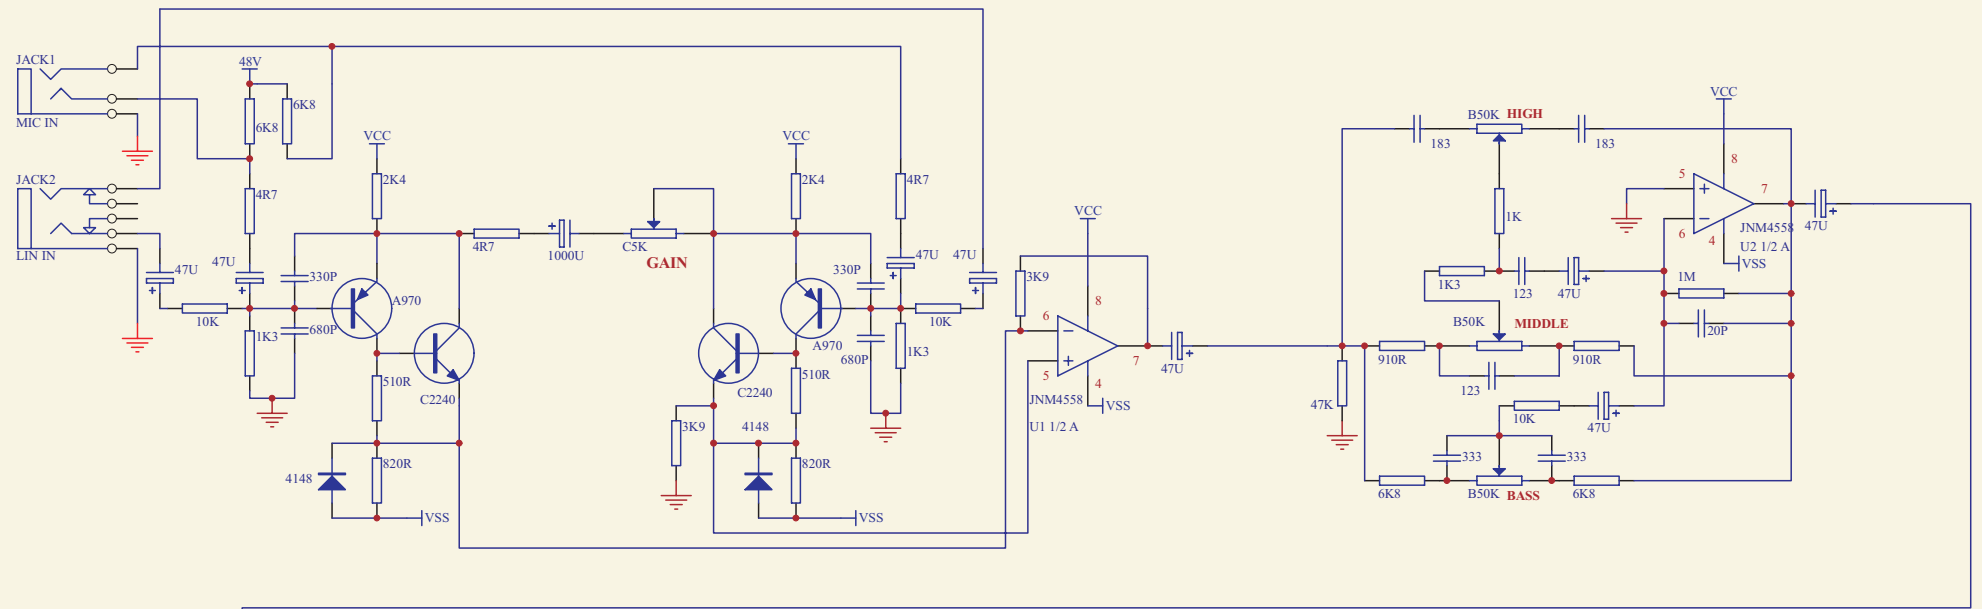 JACK1
MIC IN
48V
6K8
6K8
JACK2
LIN IN
47U
+
10K
4R7
47U
+
1K3
330P
680P
VCC
2K4
A970
C2240
510R
4148
820R
VSS
4R7
+
1000U
C5K
GAIN
VCC
2K4
4R7
330P
47U
+
47U
+
A970
680P
10K
1K3
C2240
510R
3K9
4148
820R
VSS
VCC
3K9
8
6
−
+
5
7
4
JNM4558
U1 1/2 A
VSS
47U
+
47K
183
B50K HIGH
183
1K
1K3
123
47U
+
B50K
MIDDLE
910R
910R
123
10K
47U
+
333
333
6K8
B50K BASS
6K8
VCC
8
5
+
7
6
−
4
JNM4558
U2 1/2 A
VSS
47U
+
1M
20P